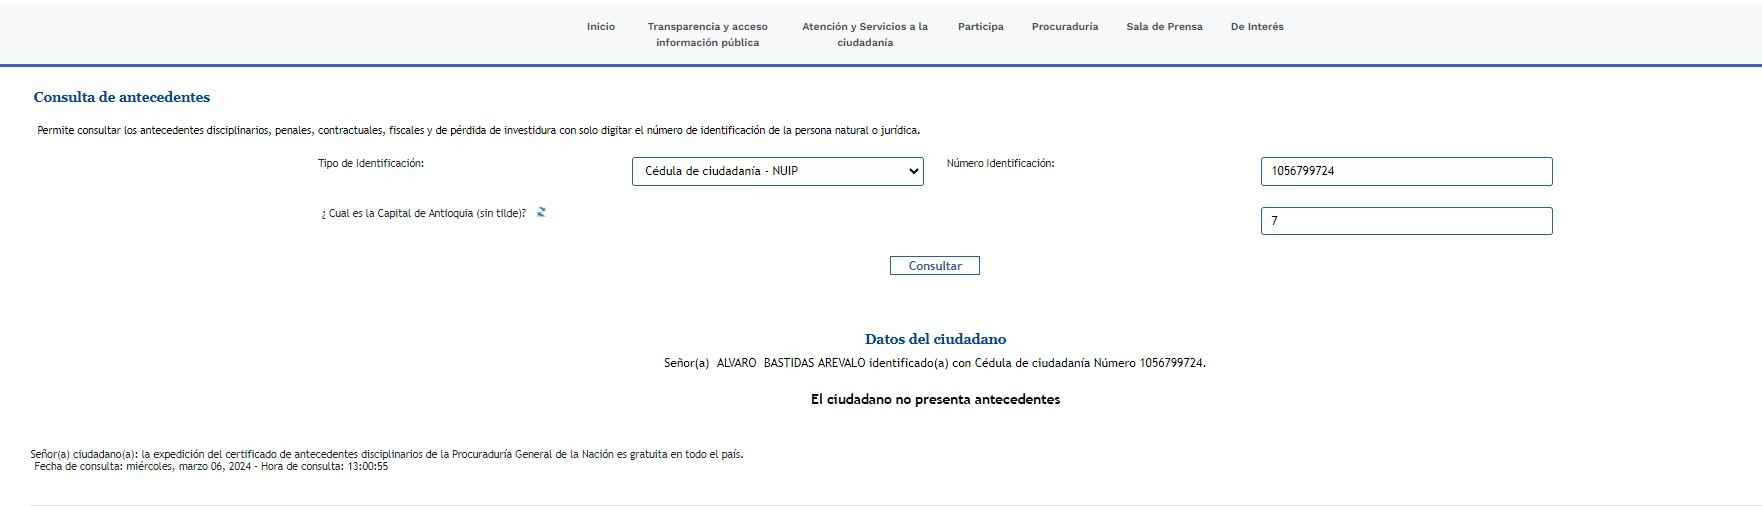 Inicio
Transparencia y acceso
información pública
Atención y Servicios a la
ciudadanía
Participa
Procuraduría
Sala de Prensa
De Interés
Consulta de antecedentes
Permite consultar los antecedentes disciplinarios, penales, contractuales, fiscales y de pérdida de investidura con solo digitar el número de identificación de la persona natural o jurídica.
Tipo de Identificación:
Cédula de ciudadanía - NUIP
Número Identificación:
1056799724
¿ Cual es la Capital de Antioquia (sin tilde)?
7
Consultar
Datos del ciudadano
Señor(a) ALVARO BASTIDAS AREVALO identificado(a) con Cédula de ciudadanía Número 1056799724.
El ciudadano no presenta antecedentes
Señor(a) ciudadano(a): la expedición del certificado de antecedentes disciplinarios de la Procuraduría General de la Nación es gratuita en todo el país.
Fecha de consulta: miércoles, marzo 06, 2024 - Hora de consulta: 13:00:55